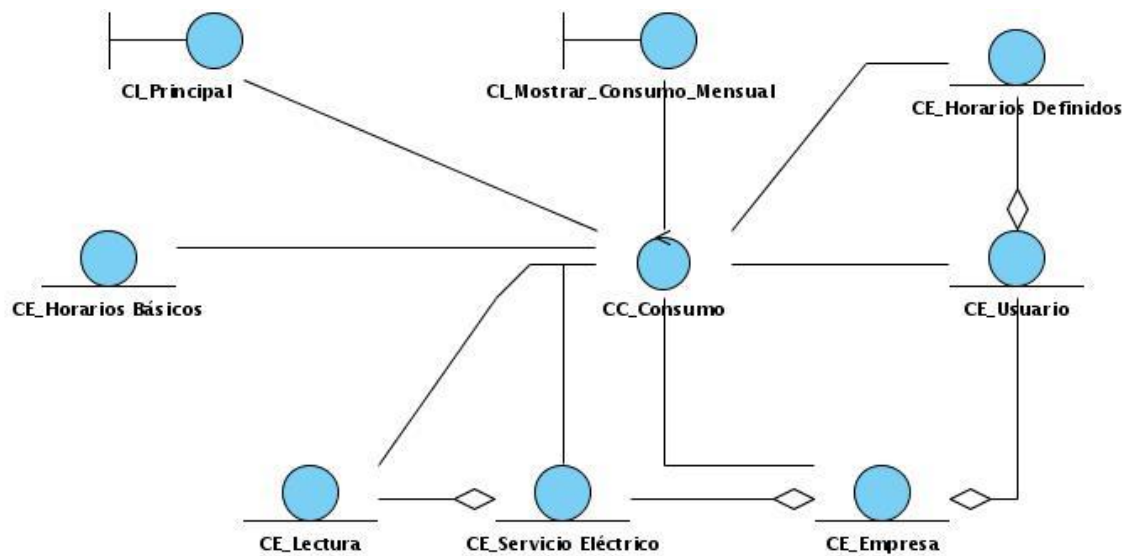 CI_Principal
CI_Mostrar_Consumo_Mensual
CE_Horarios Definidos
CE_Horarios Básicos
CC_Consumo
CE_Usuario
CE_Lectura
CE_Servicio Eléctrico
CE_Empresa